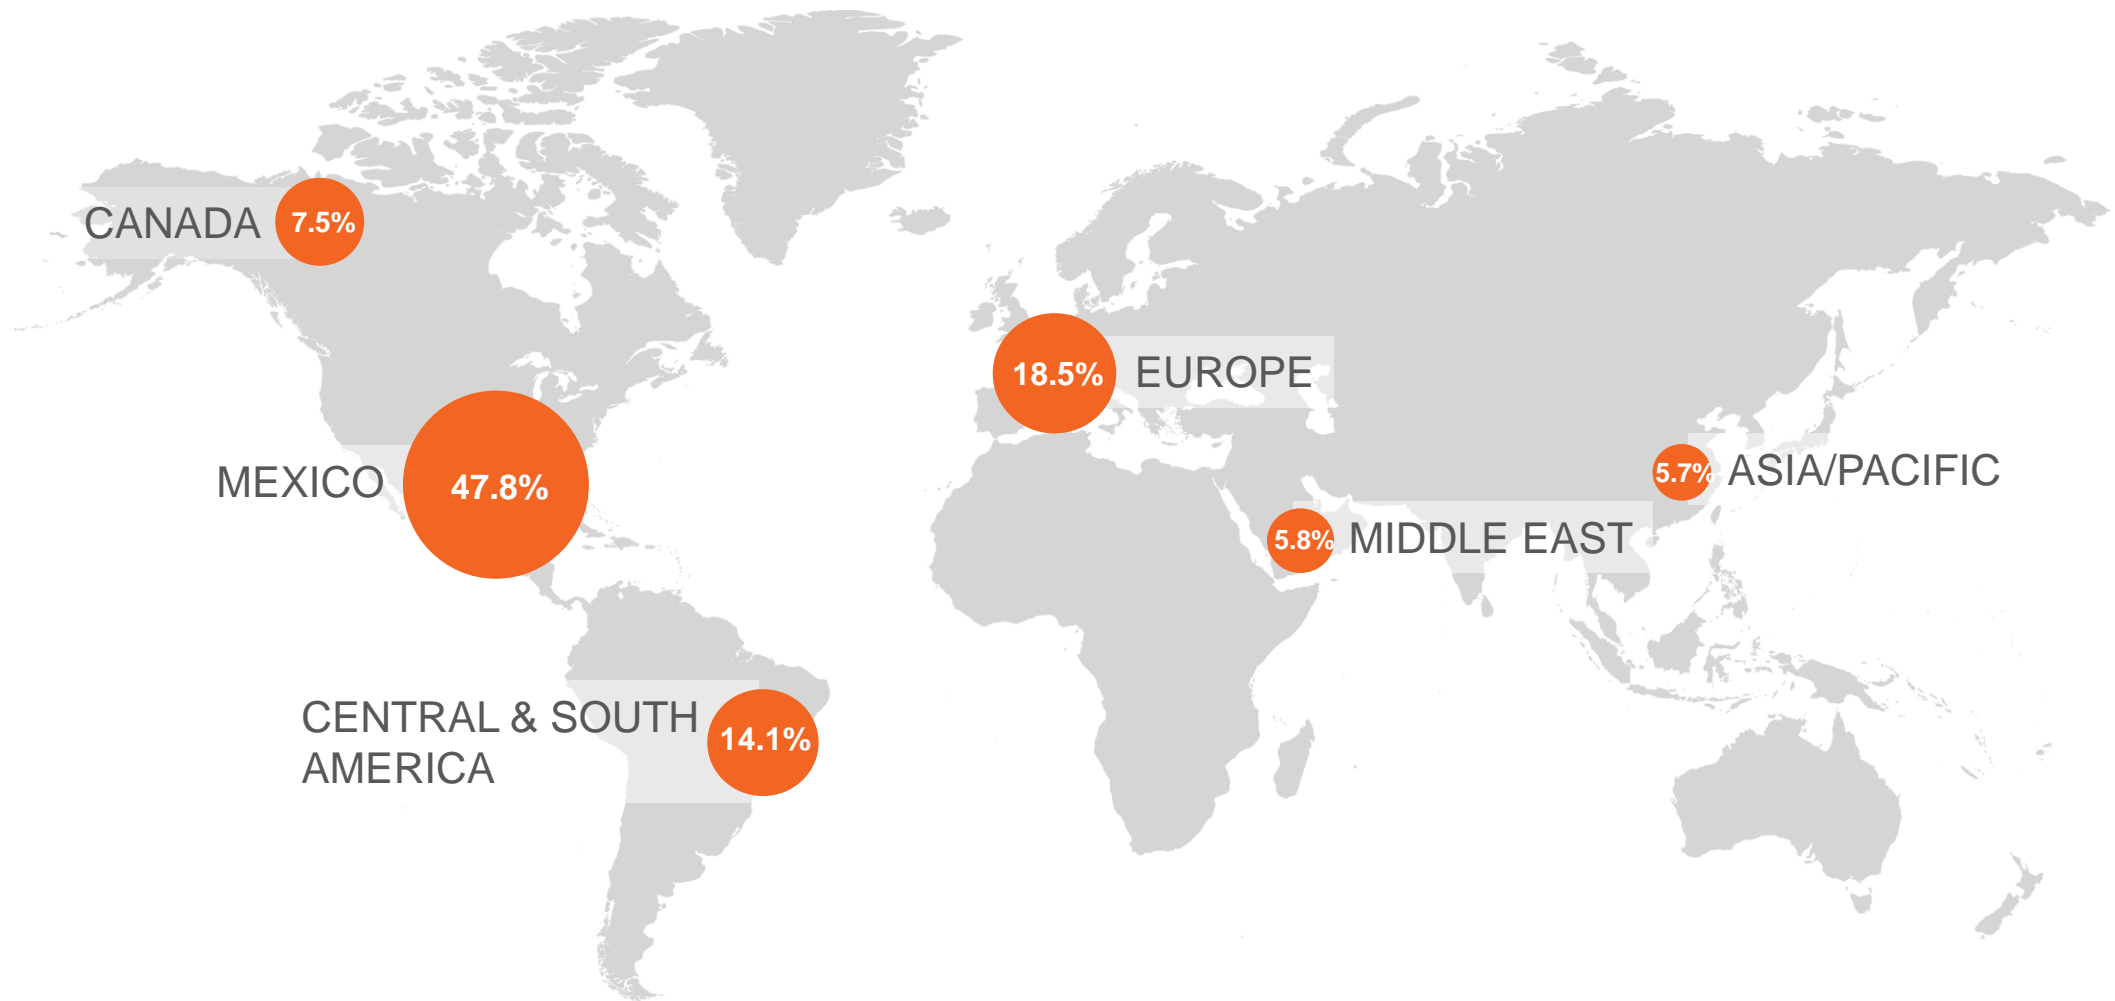 CANADA 7.5%
18.5% EUROPE
MEXICO 47.8%
5.7% ASIA/PACIFIC
5.8% MIDDLE EAST
CENTRAL & SOUTH
AMERICA
14.1%